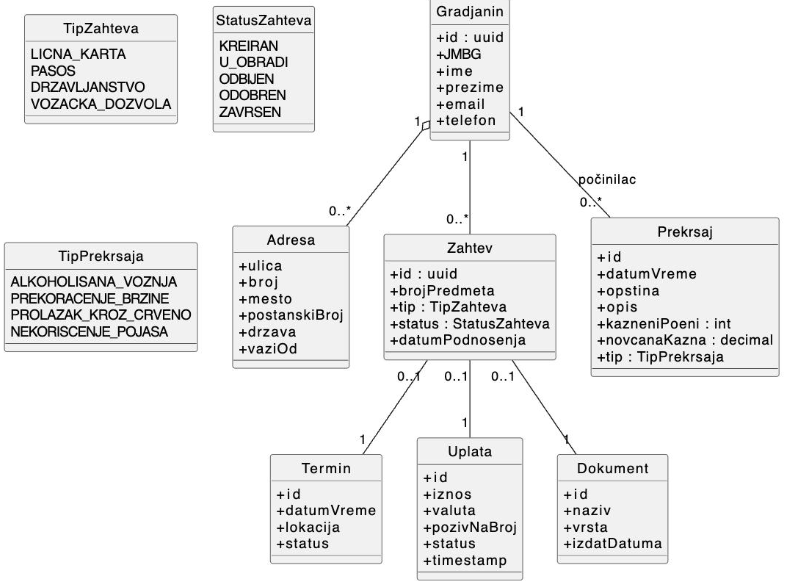 TipZahteva
LICNA_KARTA
PASOS
DRZAVLJANSTVO
VOZACKA_DOZVOLA
StatusZahteva
KREIRAN
U_OBRADI
ODBIJEN
ODOBREN
ZAVRSEN
Gradjanin
+id : uuid
+JMBG
+ime
+prezime
+email
+telefon
1
0..*
1
0..*
1
počinilac
0..*
TipPrekrsaja
ALKOHOLISANA_VOZNJA
PREKORACENJE_BRZINE
PROLAZAK_KROZ_CRVENO
NEKORISCENJE_POJASA
Adresa
+ulica
+broj
+mesto
+postanskiBroj
+drzava
+vaziOd
Zahtev
+id : uuid
+brojPredmeta
+tip : TipZahteva
+status : StatusZahteva
+datumPodnosenja
Prekrsaj
+id
+datumVreme
+opstina
+opis
+kazneniPoeni : int
+novcanaKazna : decimal
+tip : TipPrekrsaja
0..1
0..1
0..1
1
1
1
Termin
+id
+datumVreme
+lokacija
+status
Uplata
+id
+iznos
+valuta
+pozivNaBroj
+status
+timestamp
Dokument
+id
+naziv
+vrsta
+izdatDatuma